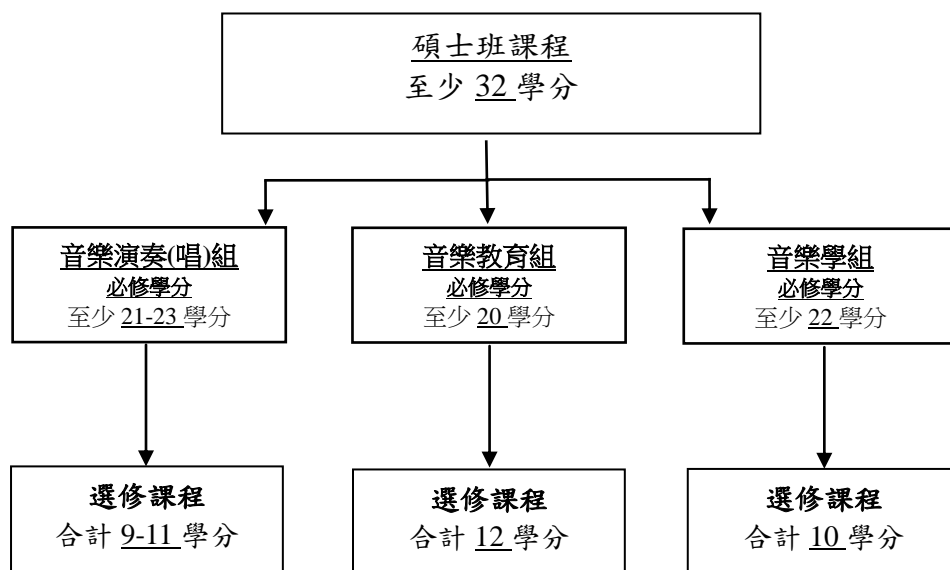 碩士班課程
至少 32 學分
音樂演奏(唱)組
必修學分
至少 21-23 學分
音樂教育組
必修學分
至少 20 學分
音樂學組
必修學分
至少 22 學分
選修課程
合計 9-11 學分
選修課程
合計 12 學分
選修課程
合計 10 學分